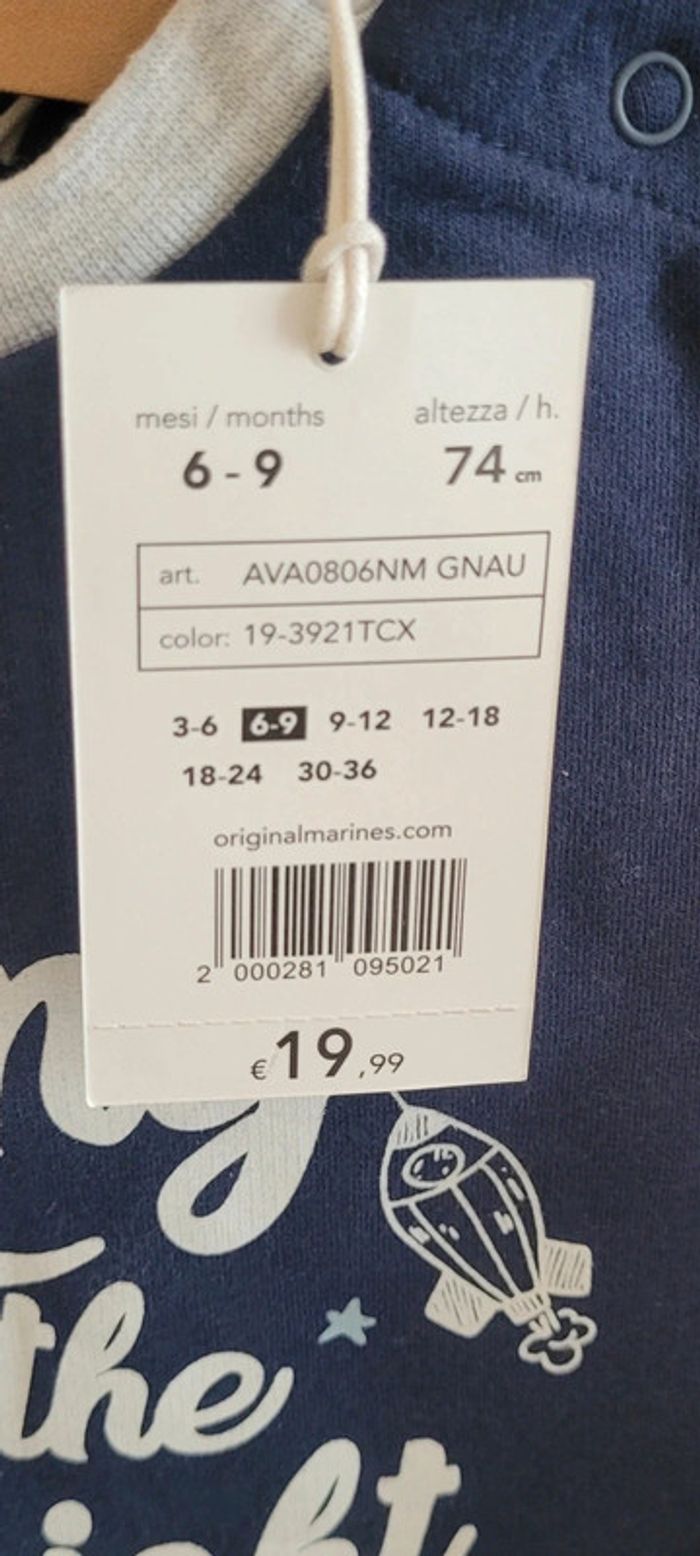 mesi / months altezza / h.
6 - 9 74 cm
art. AVA0806NM GNAU
color: 19-3921TCX
3-6 6-9 9-12 12-18
18-24 30-36
originalmarines.com
2 000281 095021
€19,99
the